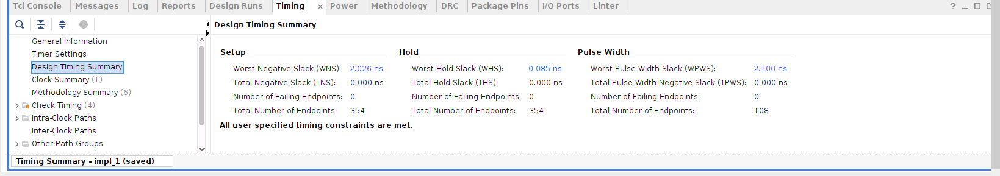 Tcl Console Messages Log Reports Design Runs Timing × Power Methodology DRC Package Pins I/O Ports Linter ?
Design Timing Summary
General Information
Timer Settings
Design Timing Summary
Clock Summary (1)
Methodology Summary (6)
Check Timing (4)
Intra-Clock Paths
Inter-Clock Paths
Other Path Groups
Setup Hold Pulse Width
Worst Negative Slack (WNS): 2.026 ns Worst Hold Slack (WHS): 0.085 ns Worst Pulse Width Slack (WPWS): 2.100 ns
Total Negative Slack (TNS): 0.000 ns Total Hold Slack (THS): 0.000 ns Total Pulse Width Negative Slack (TPWS): 0.000 ns
Number of Failing Endpoints: 0 Number of Failing Endpoints: 0 Number of Failing Endpoints: 0
Total Number of Endpoints: 354 Total Number of Endpoints: 354 Total Number of Endpoints: 108
All user specified timing constraints are met.
Timing Summary - impl_1 (saved)